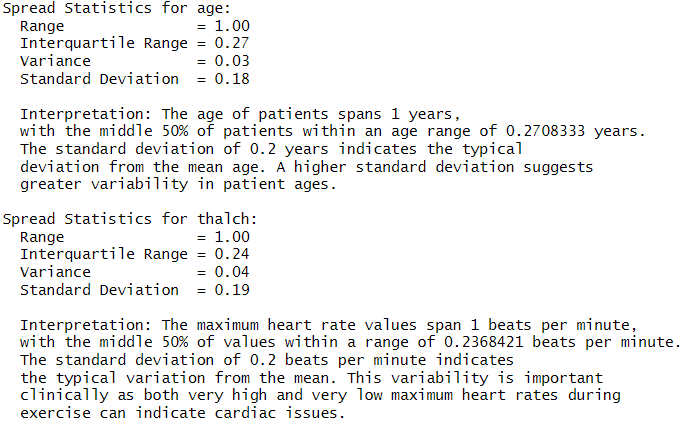 Spread Statistics for age:
Range = 1.00
Interquartile Range = 0.27
Variance = 0.03
Standard Deviation = 0.18
Interpretation: The age of patients spans 1 years,
with the middle 50% of patients within an age range of 0.2708333 years.
The standard deviation of 0.2 years indicates the typical
deviation from the mean age. A higher standard deviation suggests
greater variability in patient ages.
Spread Statistics for thalch:
Range = 1.00
Interquartile Range = 0.24
Variance = 0.04
Standard Deviation = 0.19
Interpretation: The maximum heart rate values span 1 beats per minute,
with the middle 50% of values within a range of 0.2368421 beats per minute.
The standard deviation of 0.2 beats per minute indicates
the typical variation from the mean. This variability is important
clinically as both very high and very low maximum heart rates during
exercise can indicate cardiac issues.